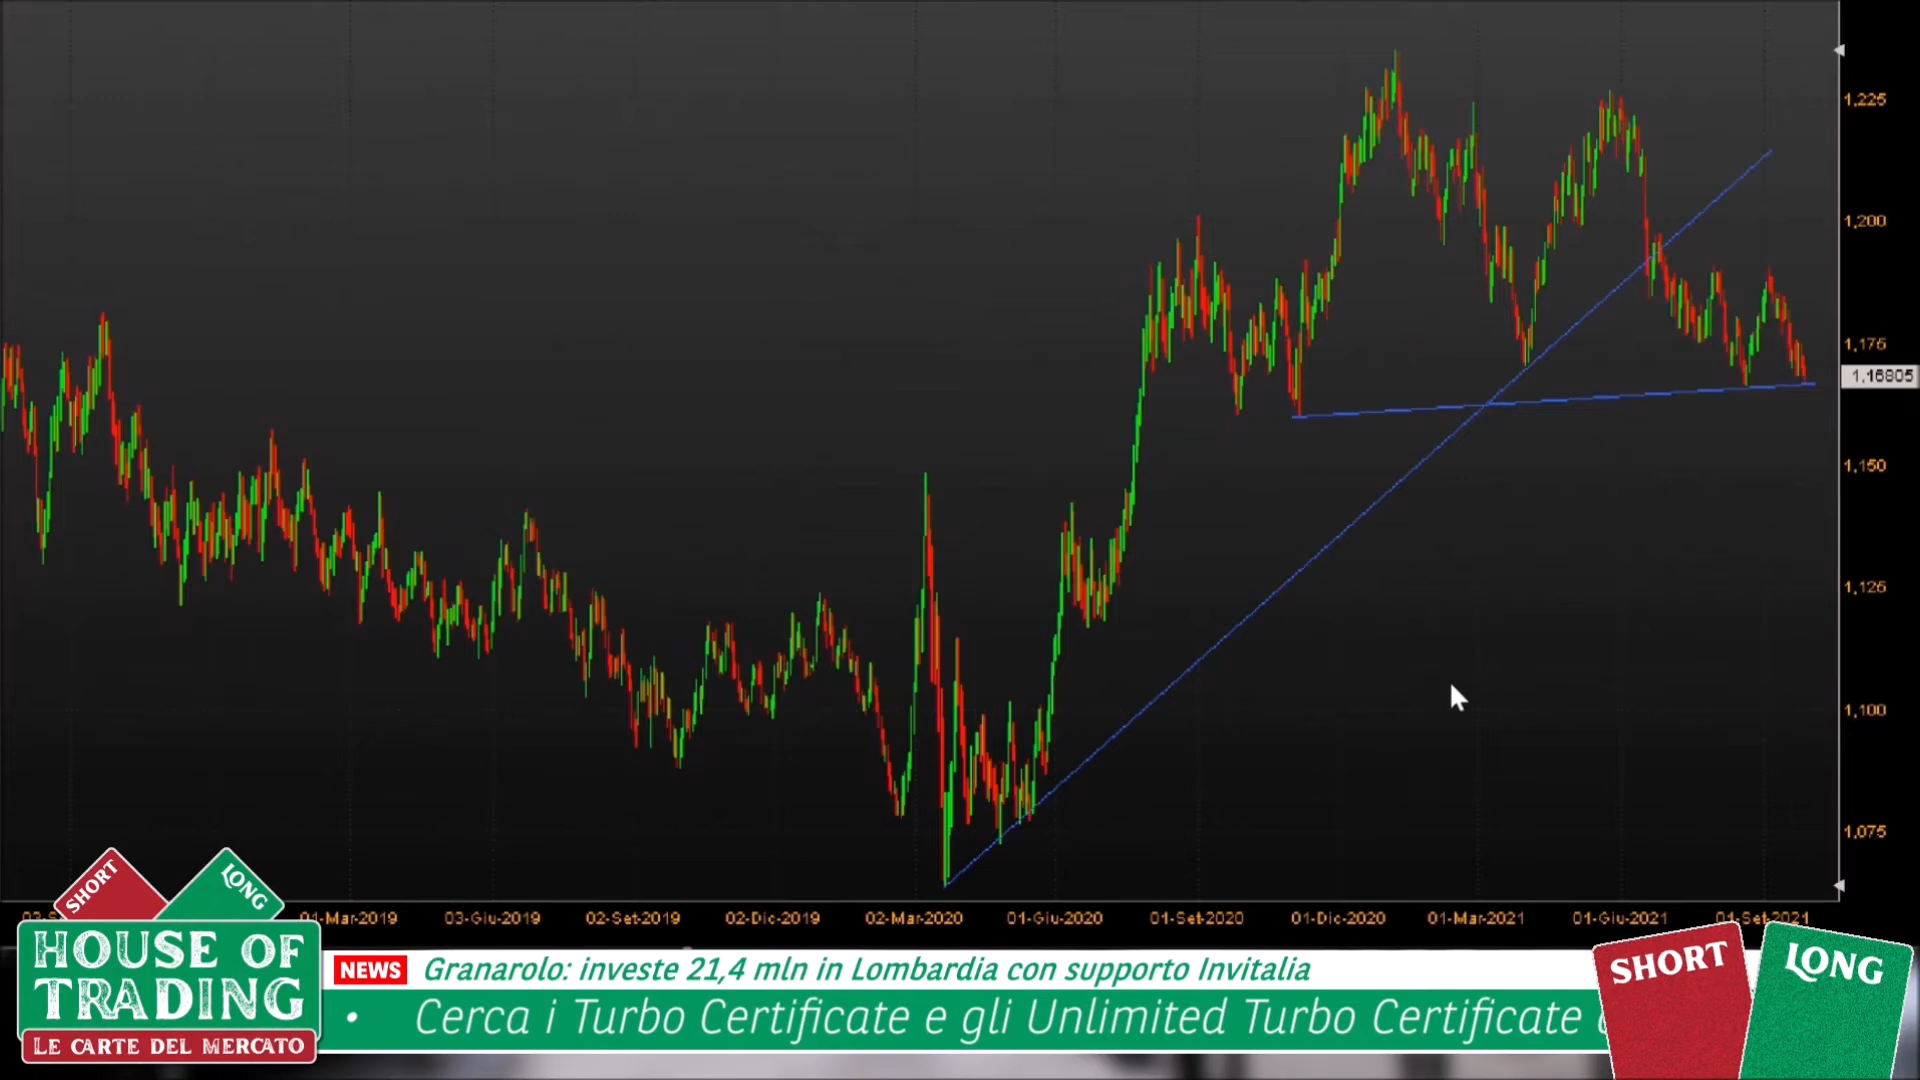 1,225
1,200
1,175
1,16805
1,150
1,125
1,100
1,075
01-Mar-2019 03-Giu-2019 02-Set-2019 02-Dic-2019 02-Mar-2020 01-Giu-2020 01-Set-2020 01-Dic-2020 01-Mar-2021 01-Giu-2021 01-Set-2021
SHORT
LONG
HOUSE OF
TRADING
LE CARTE DEL MERCATO
NEWS Granarolo: investe 21,4 mln in Lombardia con supporto Invitalia
• Cerca i Turbo Certificate e gli Unlimited Turbo Certificate
SHORT
LONG